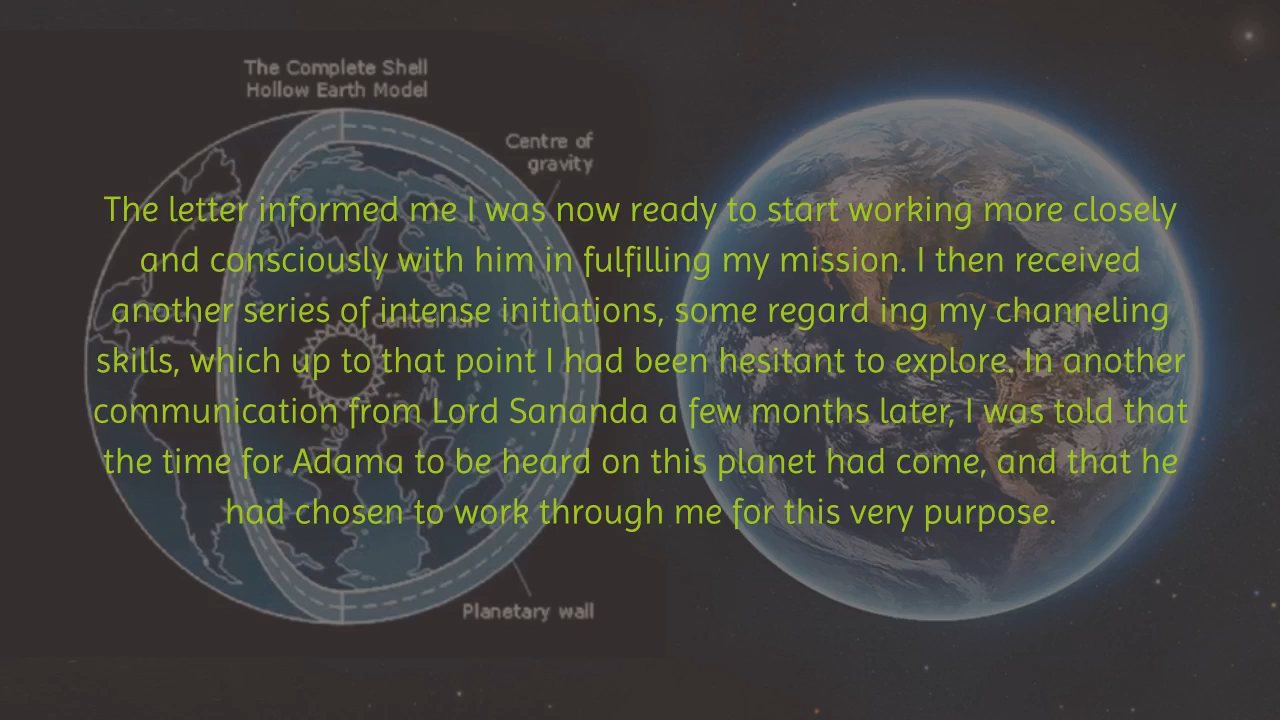 The Complete Shell
Hollow Earth Model
Centre of
gravity
The letter informed me I was now ready to start working more closely
and consciously with him in fulfilling my mission. I then received
another series of intense initiations, some regard ing my channeling
Central sun
skills, which up to that point I had been hesitant to explore. In another
communication from Lord Sananda a few months later, I was told that
the time for Adama to be heard on this planet had come, and that he
had chosen to work through me for this very purpose.
Planetary wall